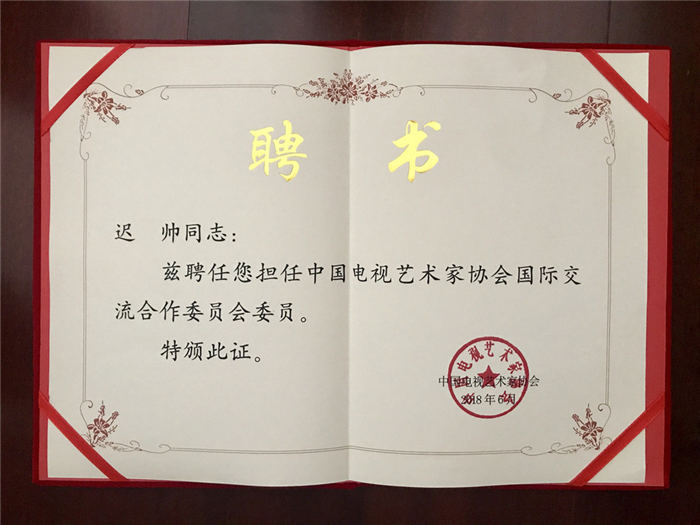 聘 书
迟 帅同志：
兹聘任您担任中国电视艺术家协会国际交
流合作委员会委员。
特颁此证。
中国电视艺术家协会
2018年6月